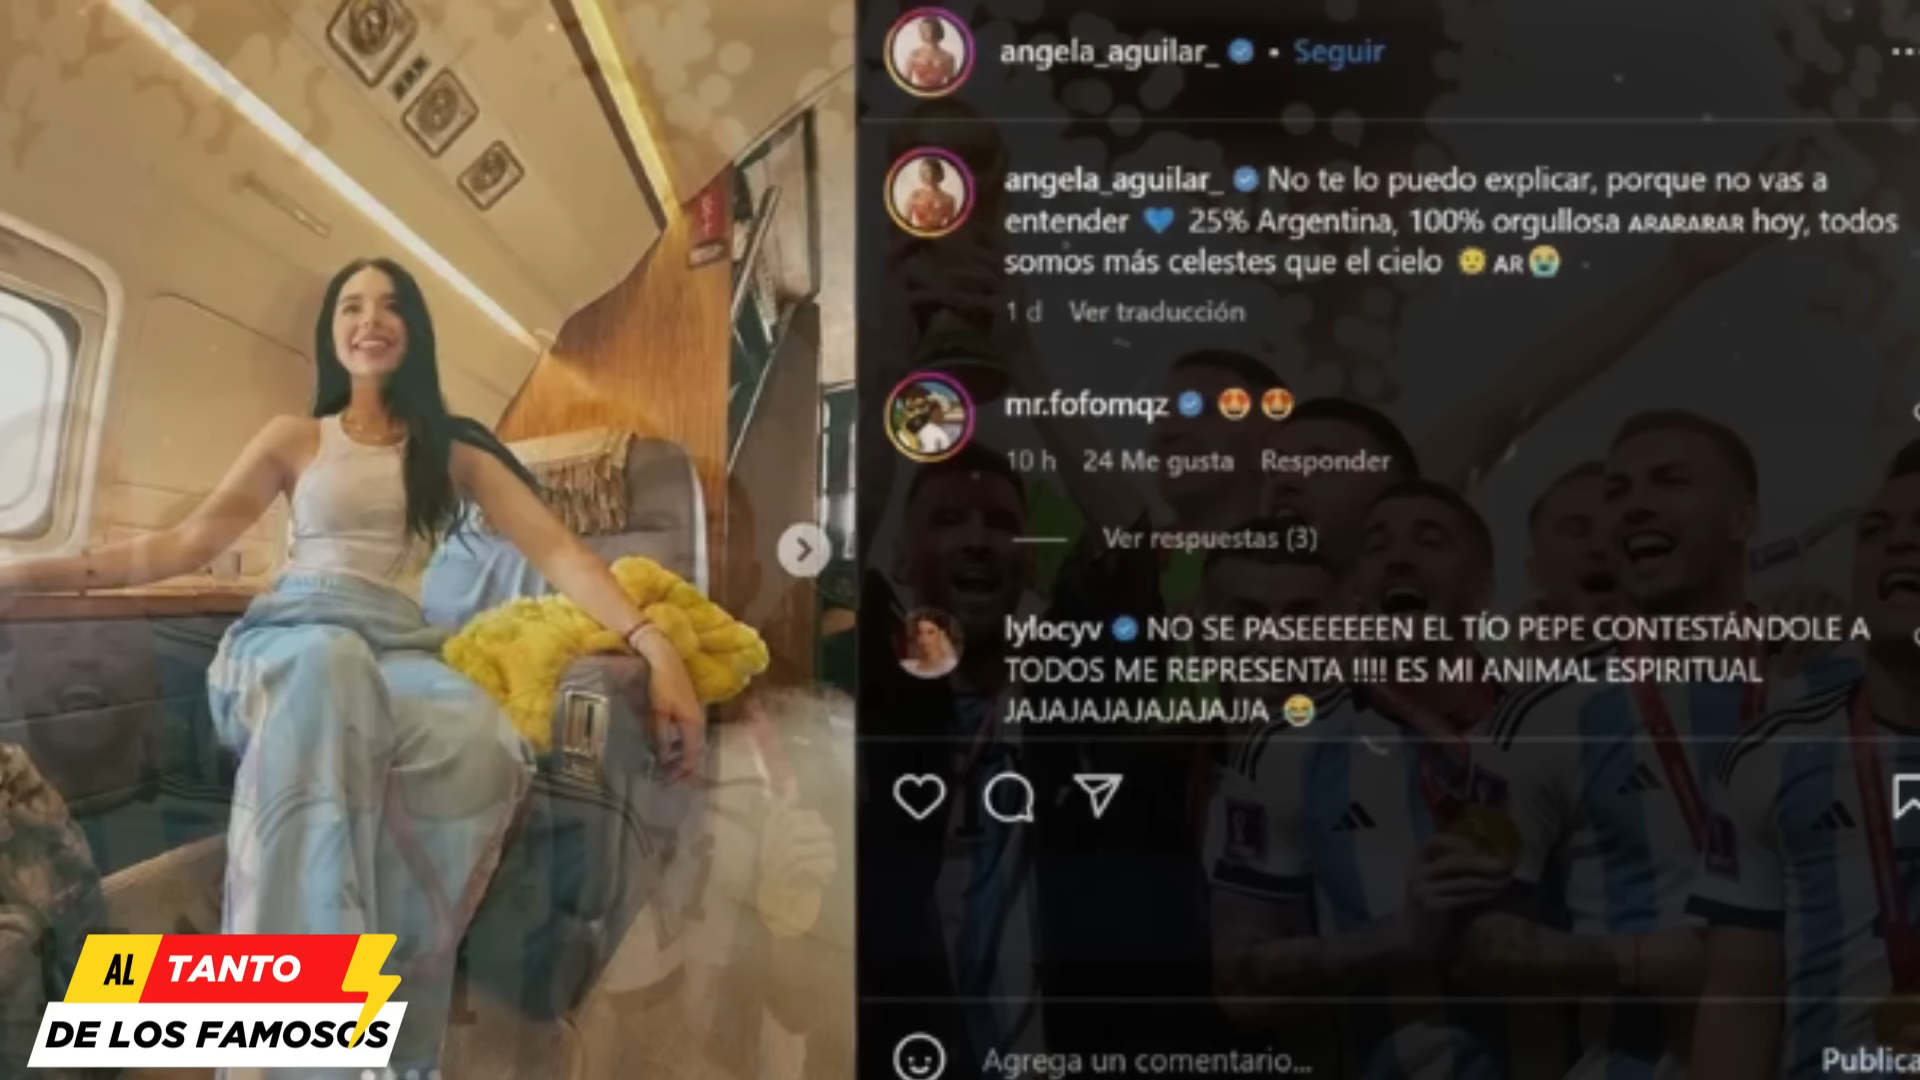 angela_aguilar_ • Seguir
angela_aguilar_ No te lo puedo explicar, porque no vas a
entender 💙 25% Argentina, 100% orgullosa ARARARAR hoy, todos
somos más celestes que el cielo AR😭
1 d Ver traducción
mr.fofomqz 🤩 🤩
10 h 24 Me gusta Responder
Ver respuestas (3)
lylocyv NO SE PASEEEEEEN EL TÍO PEPE CONTESTÁNDOLE A
TODOS ME REPRESENTA !!!! ES MI ANIMAL ESPIRITUAL
JAJAJAJAJAJAJAJJA 😂
Agrega un comentario...
Publica
AL TANTO
DE LOS FAMOSOS